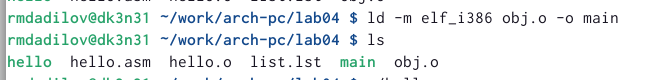 rmdadilov@dk3n31 ~/work/arch-pc/lab04 $ ld -m elf_i386 obj.o -o main
rmdadilov@dk3n31 ~/work/arch-pc/lab04 $ ls
hello hello.asm hello.o list.lst main obj.o